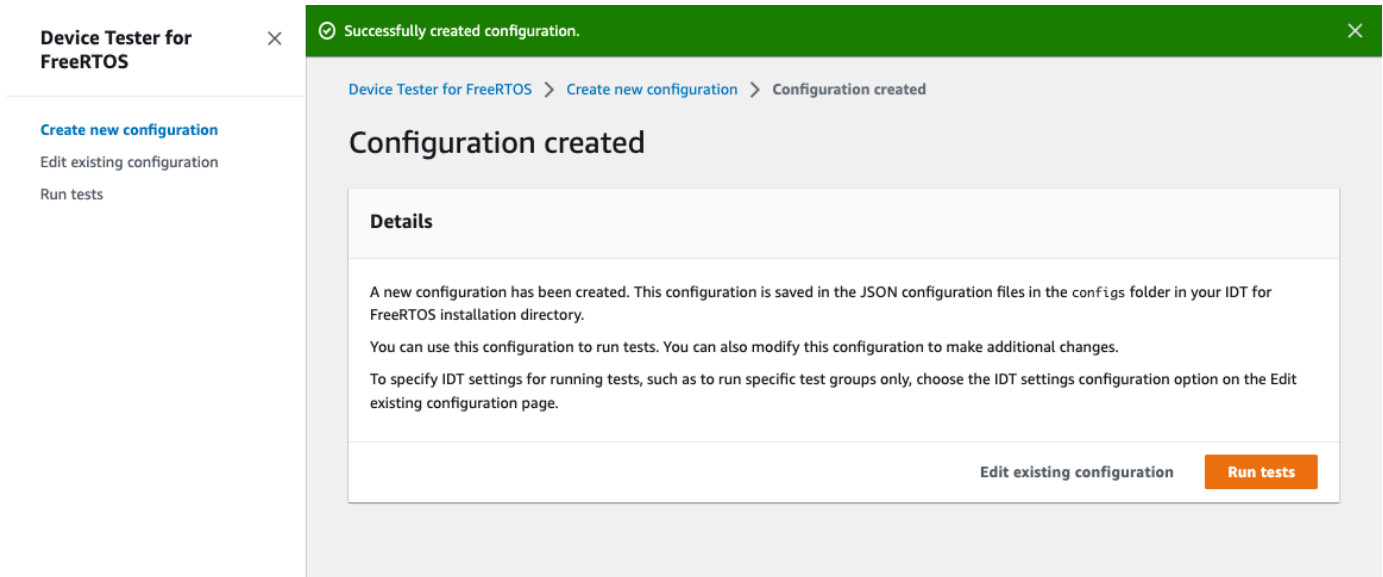 Device Tester for
FreeRTOS
Create new configuration
Edit existing configuration
Run tests
Successfully created configuration.
Device Tester for FreeRTOS > Create new configuration > Configuration created
Configuration created
Details
A new configuration has been created. This configuration is saved in the JSON configuration files in the configs folder in your IDT for
FreeRTOS installation directory.
You can use this configuration to run tests. You can also modify this configuration to make additional changes.
To specify IDT settings for running tests, such as to run specific test groups only, choose the IDT settings configuration option on the Edit
existing configuration page.
Edit existing configuration
Run tests